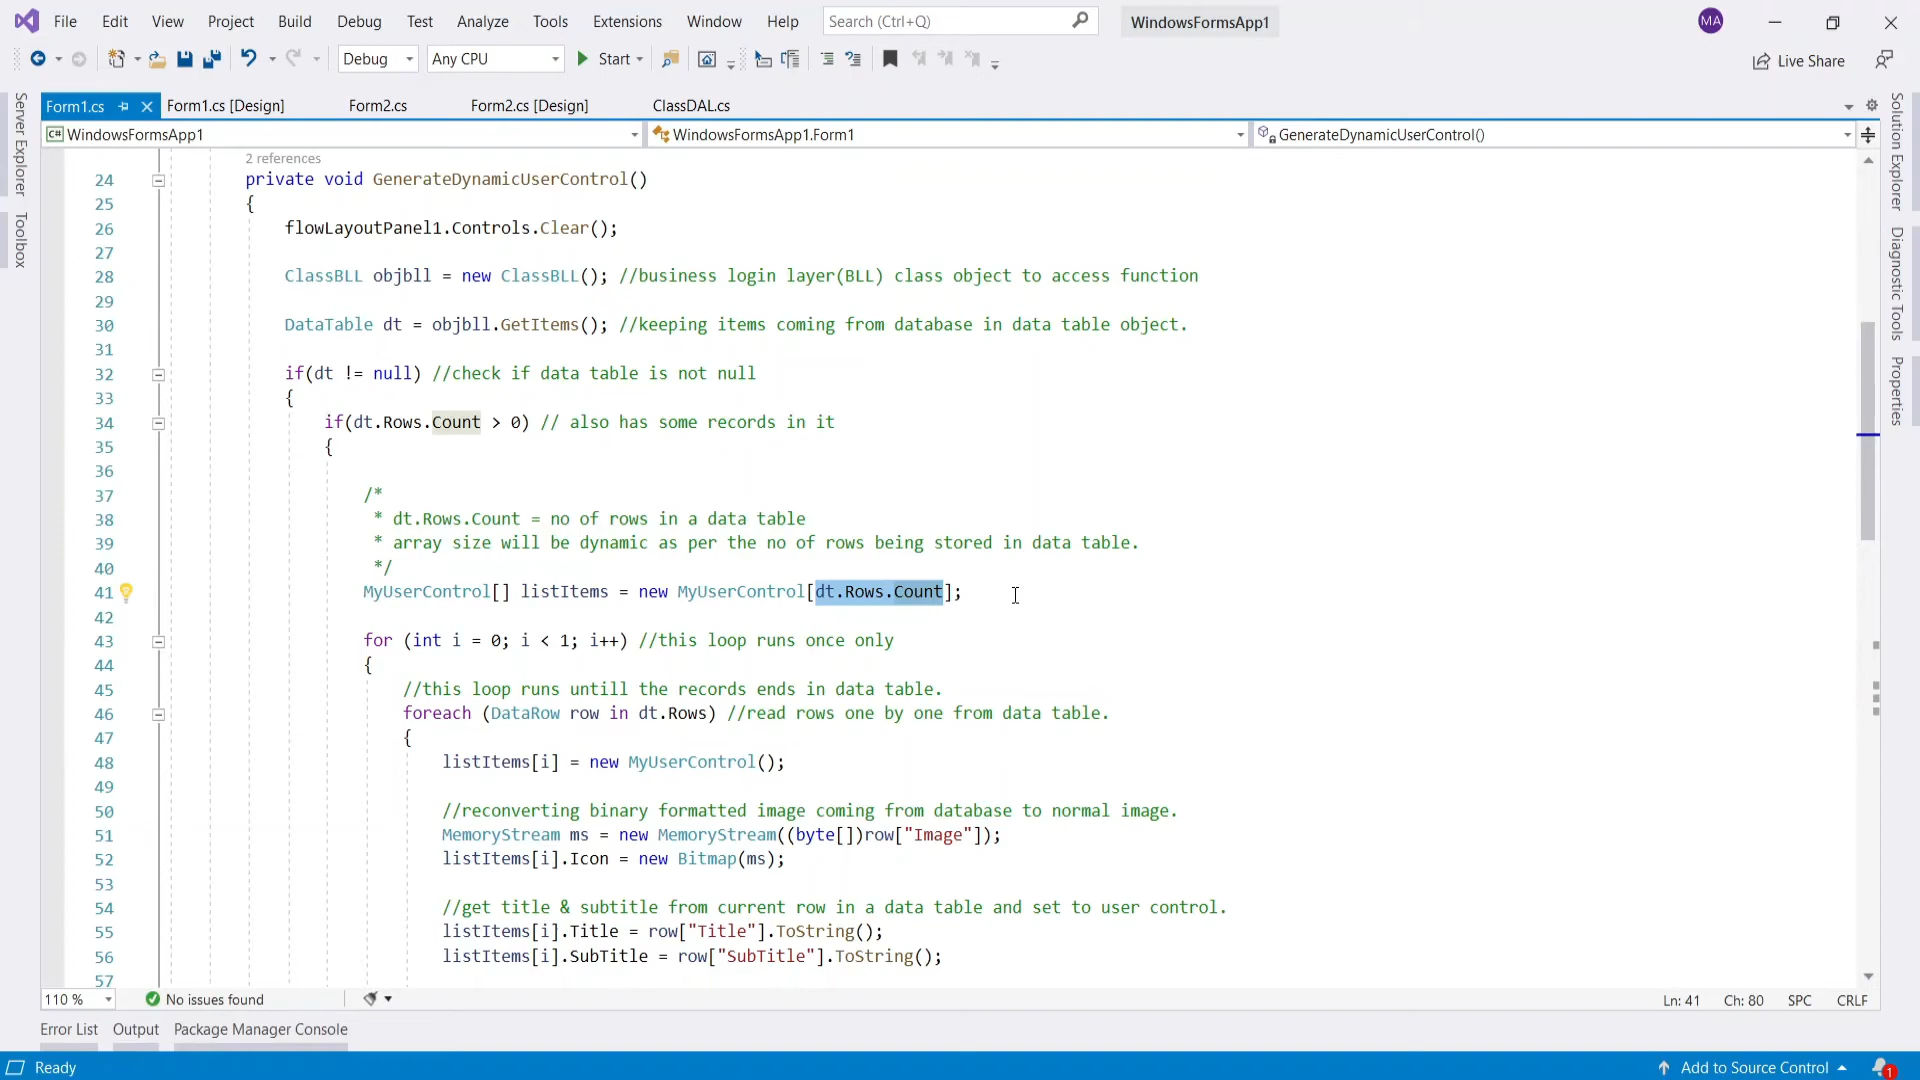 File Edit View Project Build Debug Test Analyze Tools Extensions Window Help Search (Ctrl+Q) WindowsFormsApp1 MA
Debug Any CPU Start Live Share
Form1.cs Form1.cs [Design] Form2.cs Form2.cs [Design] ClassDAL.cs
C# WindowsFormsApp1 WindowsFormsApp1.Form1 GenerateDynamicUserControl()
Server Explorer
Toolbox
Solution Explorer
Diagnostic Tools
Properties
2 references
24 private void GenerateDynamicUserControl()
25 {
26 flowLayoutPanel1.Controls.Clear();
27
28 ClassBLL objbll = new ClassBLL(); //business login layer(BLL) class object to access function
29
30 DataTable dt = objbll.GetItems(); //keeping items coming from database in data table object.
31
32 if(dt != null) //check if data table is not null
33 {
34 if(dt.Rows.Count > 0) // also has some records in it
35 {
36
37 /*
38 * dt.Rows.Count = no of rows in a data table
39 * array size will be dynamic as per the no of rows being stored in data table.
40 */
41 MyUserControl[] listItems = new MyUserControl[dt.Rows.Count];
42
43 for (int i = 0; i < 1; i++) //this loop runs once only
44 {
45 //this loop runs untill the records ends in data table.
46 foreach (DataRow row in dt.Rows) //read rows one by one from data table.
47 {
48 listItems[i] = new MyUserControl();
49
50 //reconverting binary formatted image coming from database to normal image.
51 MemoryStream ms = new MemoryStream((byte[])row["Image"]);
52 listItems[i].Icon = new Bitmap(ms);
53
54 //get title & subtitle from current row in a data table and set to user control.
55 listItems[i].Title = row["Title"].ToString();
56 listItems[i].SubTitle = row["SubTitle"].ToString();
57
110 % No issues found Ln: 41 Ch: 80 SPC CRLF
Error List Output Package Manager Console
Ready Add to Source Control 1